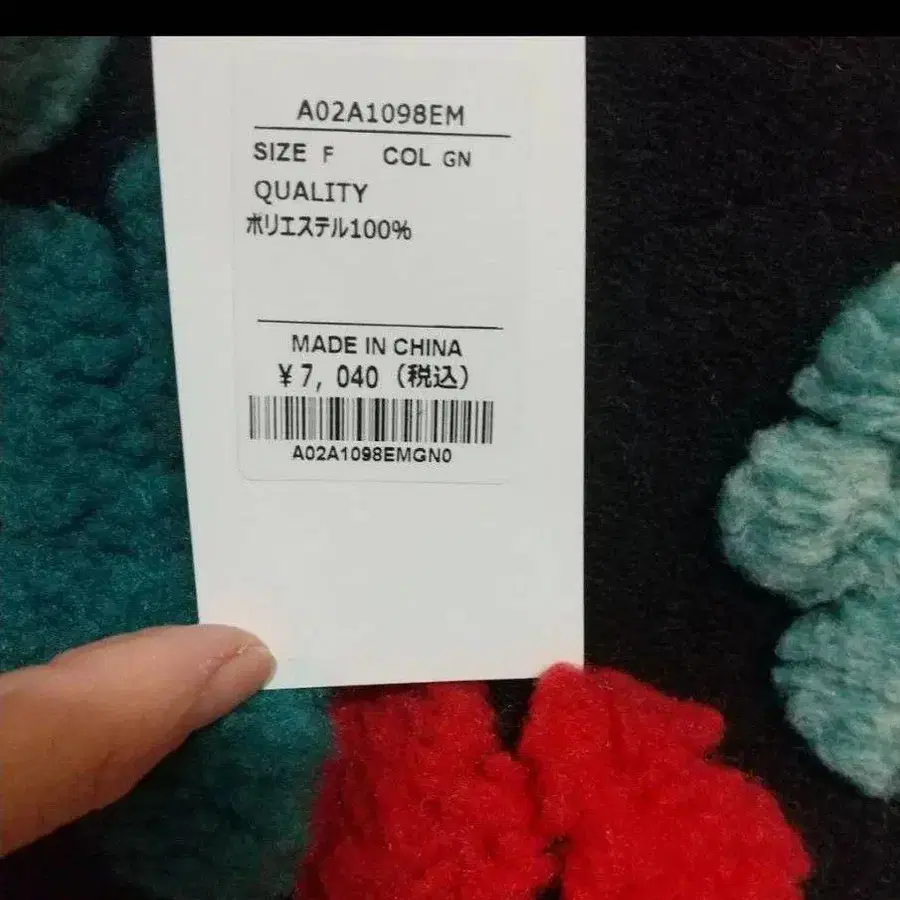 A02A1098EM
SIZE F COL GN
QUALITY
ポリエステル100%
MADE IN CHINA
¥7, 040 (税込)
A02A1098EMGN0